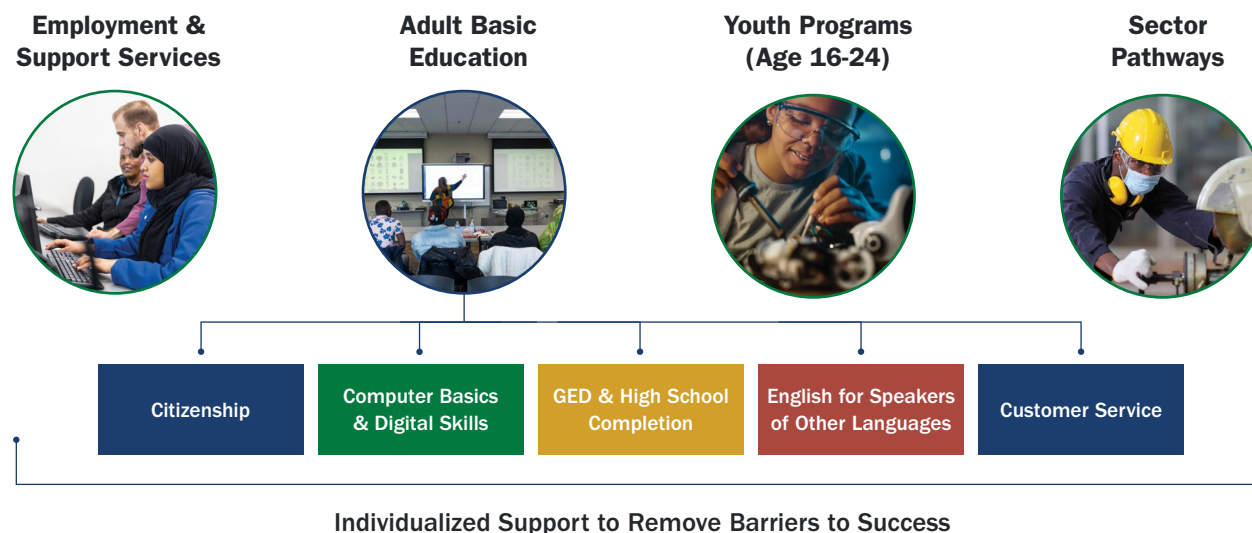 Employment &
Support Services
Adult Basic
Education
Youth Programs
(Age 16-24)
Sector
Pathways
Citizenship
Computer Basics
& Digital Skills
GED & High School
Completion
English for Speakers
of Other Languages
Customer Service
Individualized Support to Remove Barriers to Success